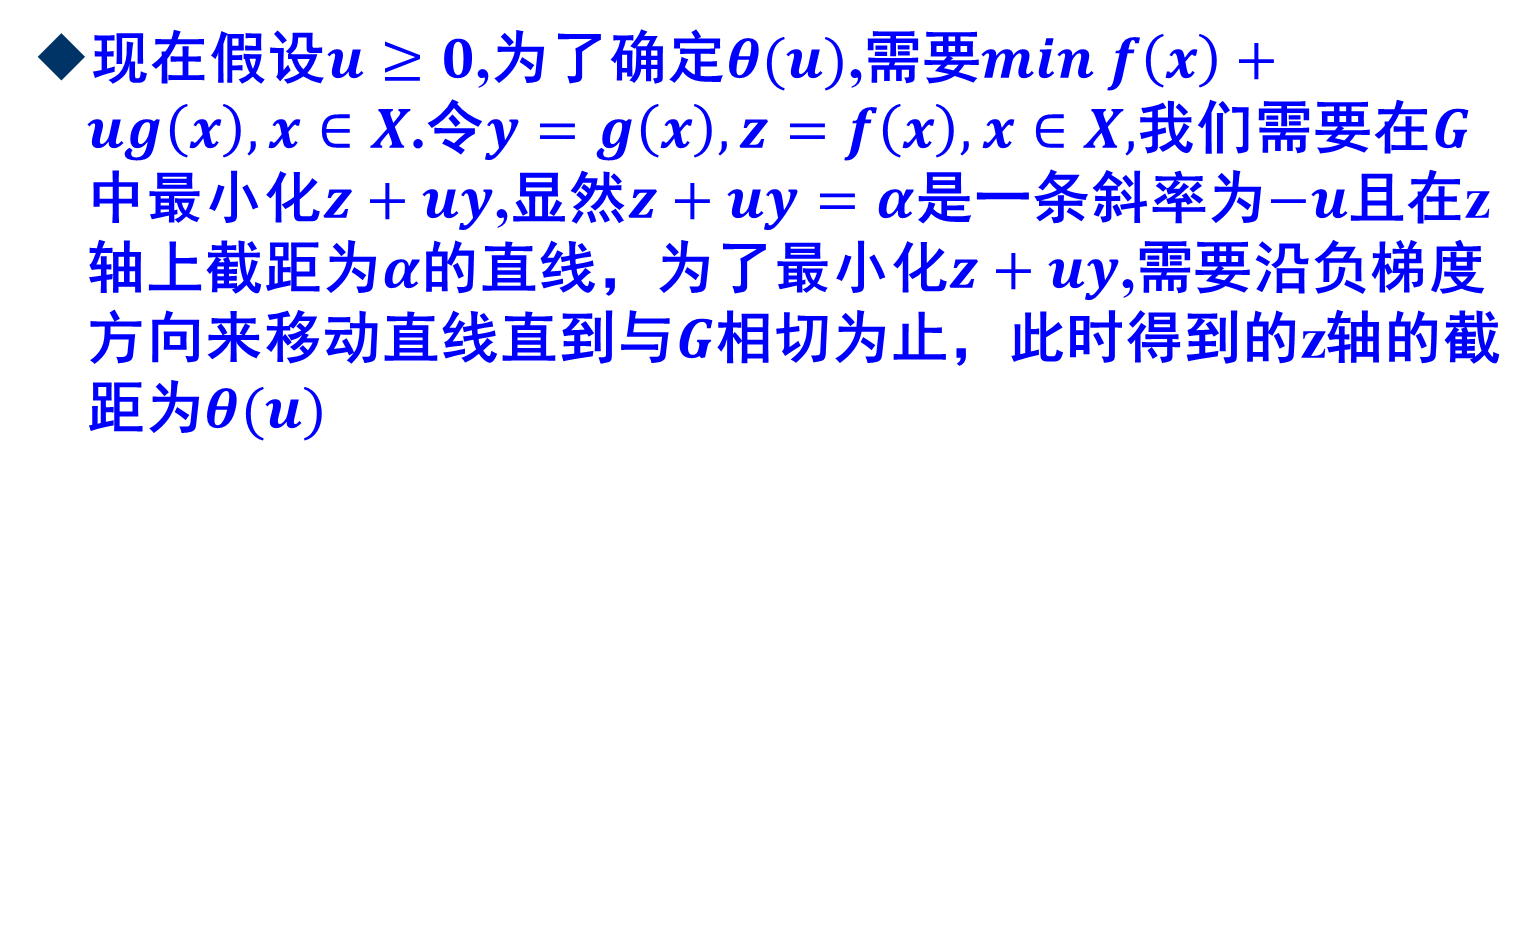 ◆现在假设u ≥ 0,为了确定θ(u),需要min f(x) +
ug(x), x ∈ X.令y = g(x), z = f(x), x ∈ X,我们需要在G
中最小化z + uy,显然z + uy = α是一条斜率为−u且在z
轴上截距为α的直线，为了最小化z + uy,需要沿负梯度
方向来移动直线直到与G相切为止，此时得到的z轴的截
距为θ(u)